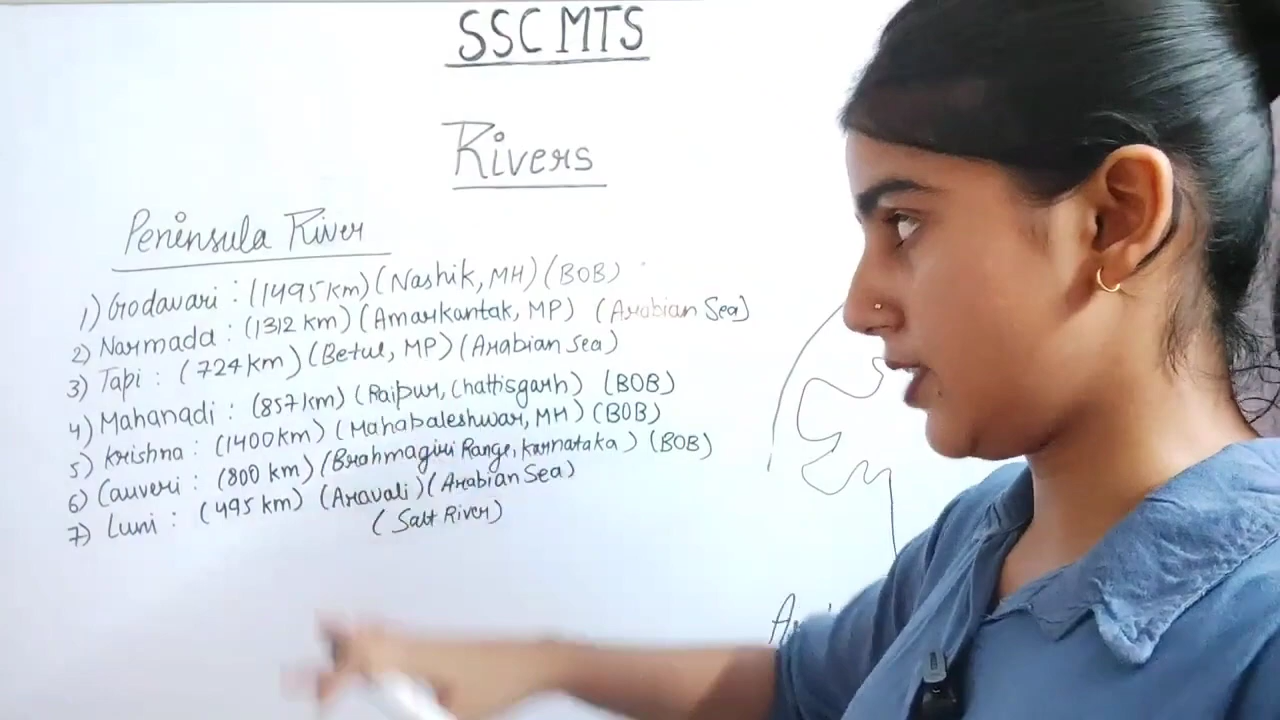 SSC MTS
Rivers
Peninsula River
1) Godavari : (1495 km) (Nashik, MH) (BOB)
2) Narmada : (1312 km) (Amarkantak, MP) (Arabian Sea)
3) Tapi : (724 km) (Betul, MP) (Arabian Sea)
4) Mahanadi : (857 km) (Raipur, Chattisgarh) (BOB)
5) Krishna : (1400 km) (Mahabaleshwar, MH) (BOB)
6) Cauveri : (800 km) (Brahmagiri Range, Karnataka) (BOB)
7) Luni : (495 km) (Aravali) (Arabian Sea)
(Salt River)